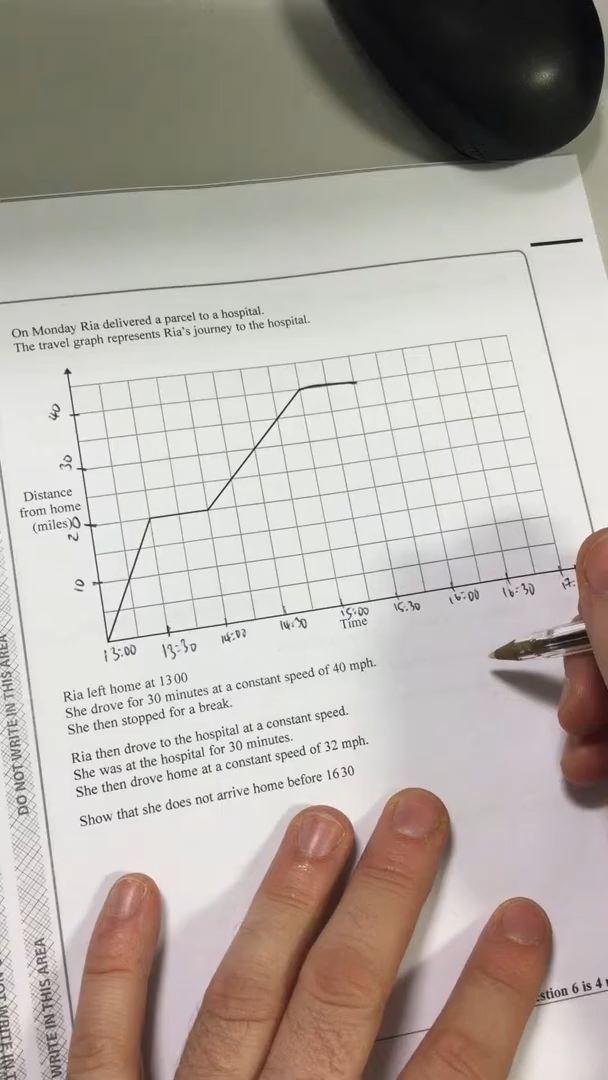 On Monday Ria delivered a parcel to a hospital.
The travel graph represents Ria's journey to the hospital.
40
30
Distance
from home
(miles)
20
10
13:00
13:30
14:00
14:30
15:00
15:30
16:00
16:30
17:
Time
Ria left home at 1300
She drove for 30 minutes at a constant speed of 40 mph.
She then stopped for a break.
Ria then drove to the hospital at a constant speed.
She was at the hospital for 30 minutes.
She then drove home at a constant speed of 32 mph.
Show that she does not arrive home before 1630
stion 6 is 4
DO NOT WRITE IN THIS AREA
WRITE IN THIS AREA